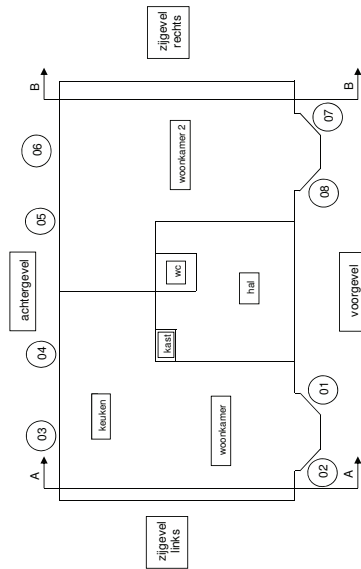 zijgevel
rechts
B
B
06
07
woonkamer 2
08
05
achtergevel
wc
hal
voorgevel
kast
04
keuken
woonkamer
01
03
02
A
A
zijgevel
links